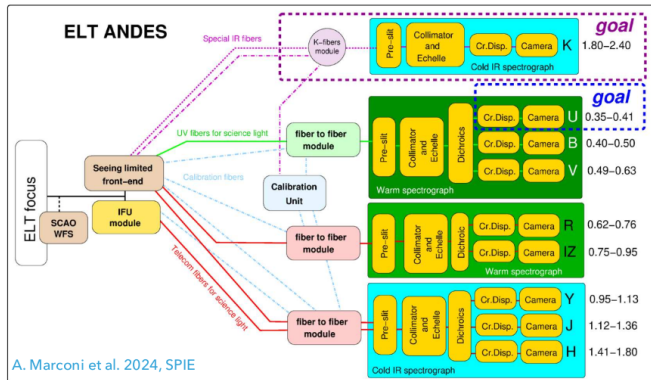 ELT ANDES
goal
Special IR fibers
K-fibers
module
Pre-slit
Collimator
and
Echelle
Cr.Disp.
Camera
K
1.80-2.40
Cold IR spectrograph
goal
UV fibers for science light
fiber to fiber
module
Pre-slit
Collimator
and
Echelle
Dichroics
Cr.Disp.
Camera
U
0.35-0.41
Cr.Disp.
Camera
B
0.40-0.50
Cr.Disp.
Camera
V
0.49-0.63
Warm spectrograph
ELT focus
Seeing limited
front-end
SCAO
WFS
IFU
module
Calibration fibers
Calibration
Unit
Telecom fibers for science light
fiber to fiber
module
Pre-slit
Collimator
and
Echelle
Dichroic
Cr.Disp.
Camera
R
0.62-0.76
Cr.Disp.
Camera
IZ
0.75-0.95
Warm spectrograph
fiber to fiber
module
Pre-slit
Collimator
and
Echelle
Dichroics
Cr.Disp.
Camera
Y
0.95-1.13
Cr.Disp.
Camera
J
1.12-1.36
Cr.Disp.
Camera
H
1.41-1.80
Cold IR spectrograph
A. Marconi et al. 2024, SPIE